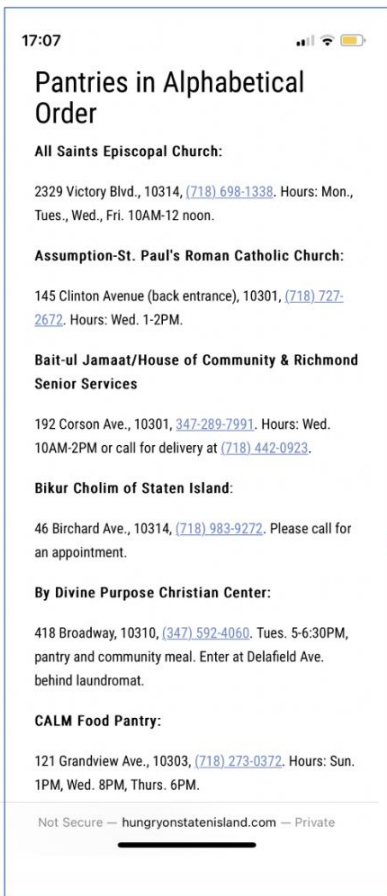 17:07
Pantries in Alphabetical
Order
All Saints Episcopal Church:
2329 Victory Blvd., 10314, (718) 698-1338. Hours: Mon.,
Tues., Wed., Fri. 10AM-12 noon.
Assumption-St. Paul's Roman Catholic Church:
145 Clinton Avenue (back entrance), 10301, (718) 727-
2672. Hours: Wed. 1-2PM.
Bait-ul Jamaat/House of Community & Richmond
Senior Services
192 Corson Ave., 10301, 347-289-7991. Hours: Wed.
10AM-2PM or call for delivery at (718) 442-0923.
Bikur Cholim of Staten Island:
46 Birchard Ave., 10314, (718) 983-9272. Please call for
an appointment.
By Divine Purpose Christian Center:
418 Broadway, 10310, (347) 592-4060. Tues. 5-6:30PM,
pantry and community meal. Enter at Delafield Ave.
behind laundromat.
CALM Food Pantry:
121 Grandview Ave., 10303, (718) 273-0372. Hours: Sun.
1PM, Wed. 8PM, Thurs. 6PM.
Not Secure — hungryonstatenisland.com — Private